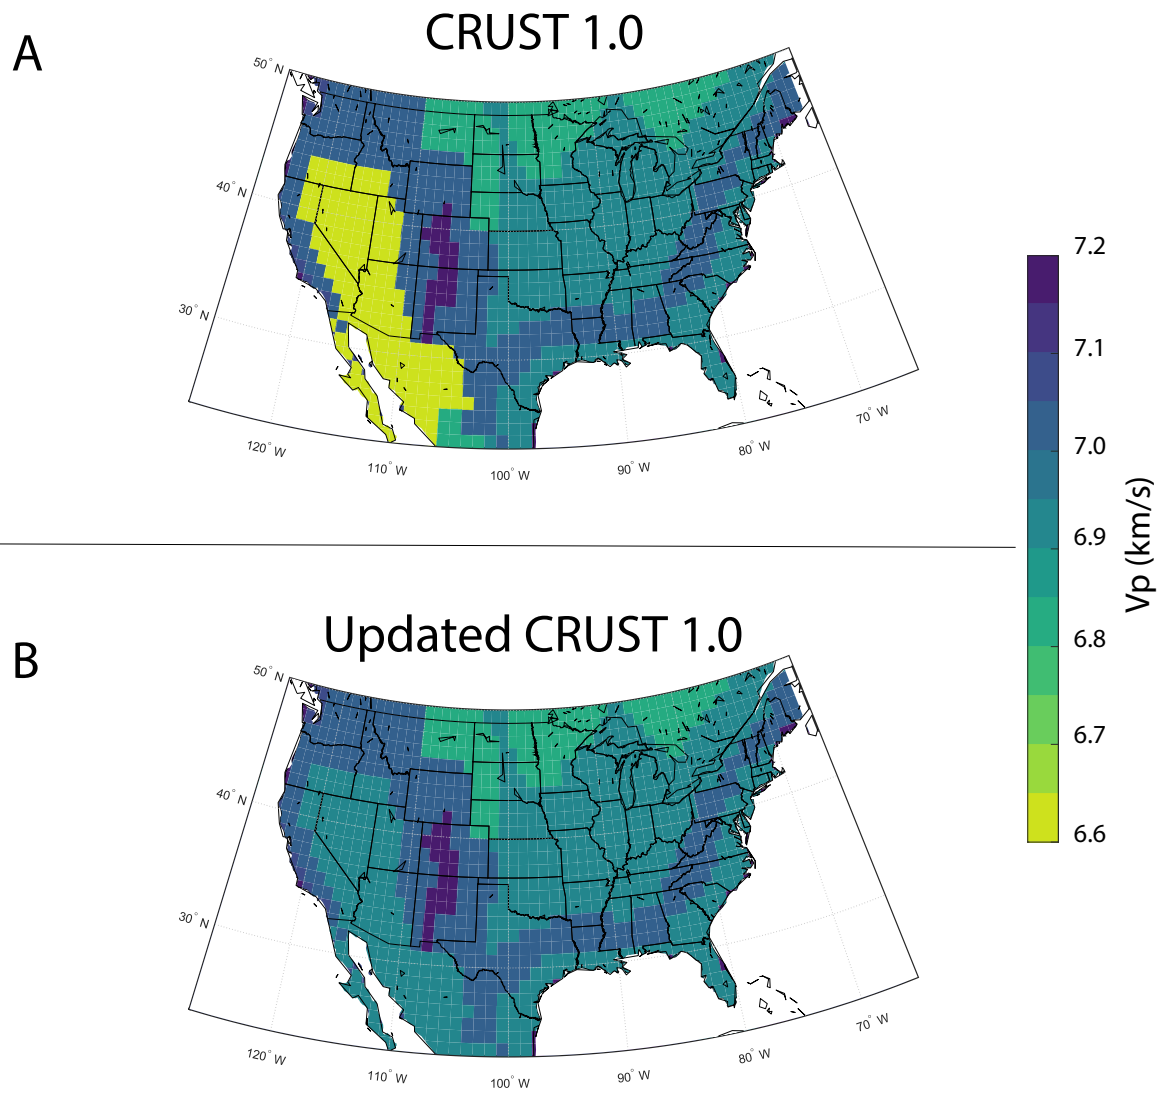 A
CRUST 1.0
50° N
40° N
30° N
120° W
110° W
100° W
90° W
80° W
70° W
7.2
7.1
7.0
6.9
6.8
6.7
6.6
Vp (km/s)
B
Updated CRUST 1.0
50° N
40° N
30° N
120° W
110° W
100° W
90° W
80° W
70° W